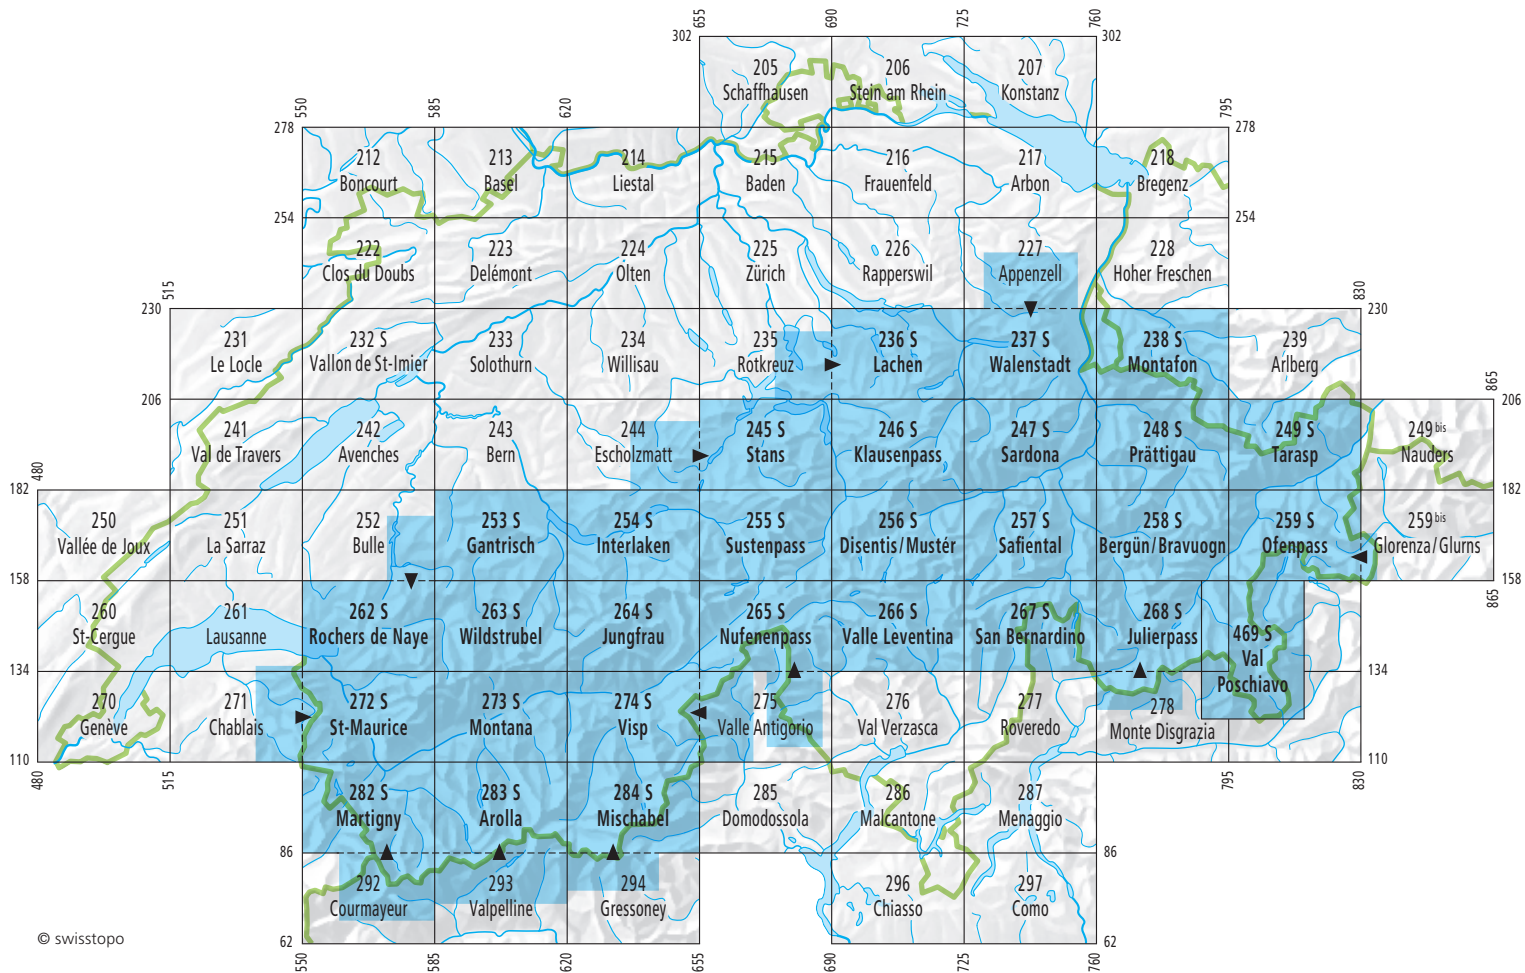 655
690
725
760
302
302
205
Schaffhausen
206
Stein am Rhein
207
Konstanz
550
585
620
795
278
278
212
Boncourt
213
Basel
214
Liestal
215
Baden
216
Frauenfeld
217
Arbon
218
Bregenz
254
254
222
Clos du Doubs
223
Delémont
224
Olten
225
Zürich
226
Rapperswil
227
Appenzell
228
Hoher Freschen
515
830
230
230
231
Le Locle
232 S
Vallon de St-Imier
233
Solothurn
234
Willisau
235
Rotkreuz
236 S
Lachen
237 S
Walenstadt
238 S
Montafon
239
Arlberg
865
206
206
241
Val de Travers
242
Avenches
243
Bern
244
Escholzmatt
245 S
Stans
246 S
Klausenpass
247 S
Sardona
248 S
Prättigau
249 S
Tarasp
249 bis
Nauders
480
182
182
250
Vallée de Joux
251
La Sarraz
252
Bulle
253 S
Gantrisch
254 S
Interlaken
255 S
Sustenpass
256 S
Disentis/Mustér
257 S
Safiental
258 S
Bergün/Bravuogn
259 S
Ofenpass
259 bis
Glorenza/Glurns
158
158
865
260
St-Cergue
261
Lausanne
262 S
Rochers de Naye
263 S
Wildstrubel
264 S
Jungfrau
265 S
Nufenenpass
266 S
Valle Leventina
267 S
San Bernardino
268 S
Julierpass
469 S
Val
Poschiavo
134
134
270
Genève
271
Chablais
272 S
St-Maurice
273 S
Montana
274 S
Visp
275
Valle Antigorio
276
Val Verzasca
277
Roveredo
278
Monte Disgrazia
110
110
480
515
795
830
282 S
Martigny
283 S
Arolla
284 S
Mischabel
285
Domodossola
286
Malcantone
287
Menaggio
86
86
292
Courmayeur
293
Valpelline
294
Gressoney
296
Chiasso
297
Como
© swisstopo
62
62
550
585
620
655
690
725
760